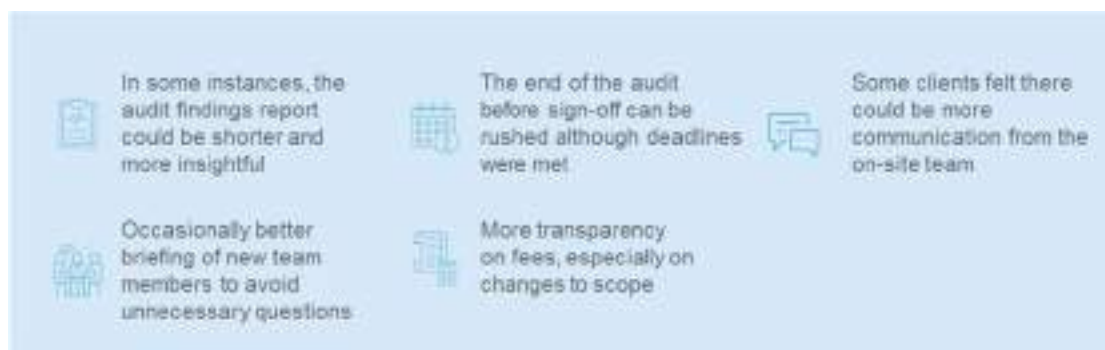 In some instances, the
audit findings report
could be shorter and
more insightful
The end of the audit
before sign-off can be
rushed although deadlines
were met
Some clients felt there
could be more
communication from the
on-site team
Occasionally better
briefing of new team
members to avoid
unnecessary questions
More transparency
on fees, especially on
changes to scope